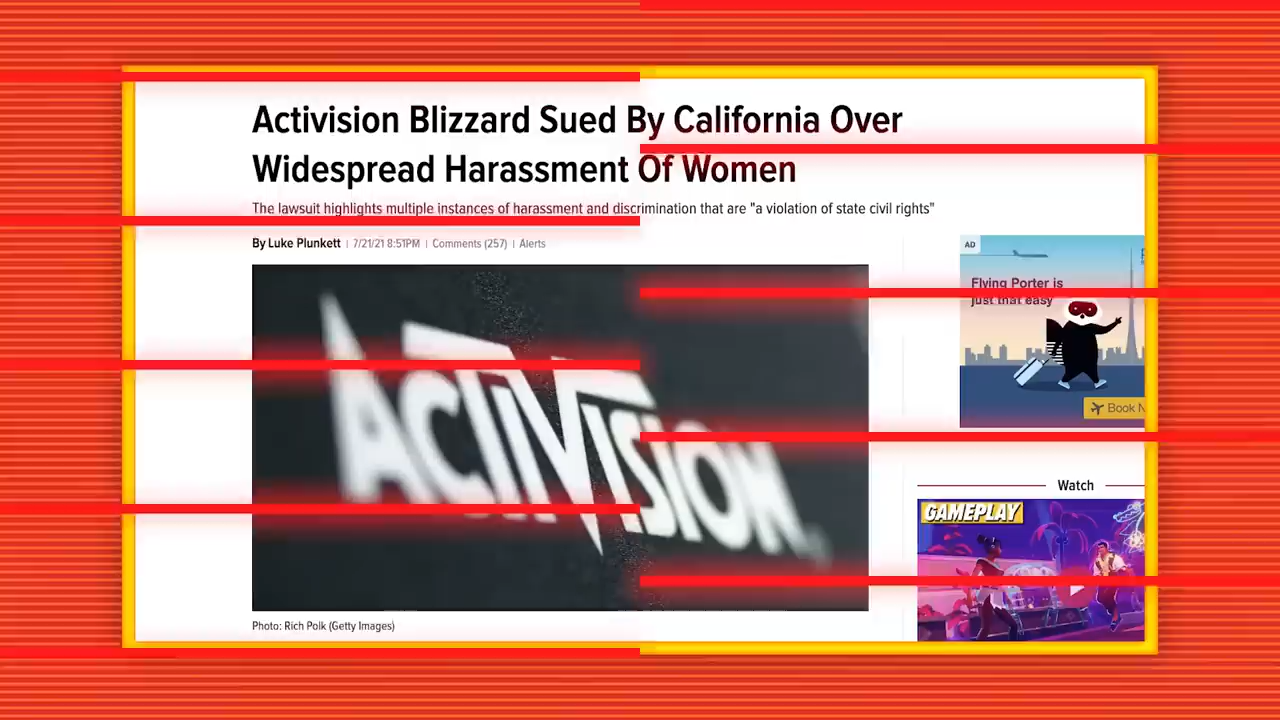 Activision Blizzard Sued By California Over
Widespread Harassment Of Women
The lawsuit highlights multiple instances of harassment and discrimination that are "a violation of state civil rights"
By Luke Plunkett | 7/21/21 8:51PM | Comments (257) | Alerts
AD
Flying Porter is
just that easy
ACTIVISION
Book N
Watch
GAMEPLAY
Photo: Rich Polk (Getty Images)